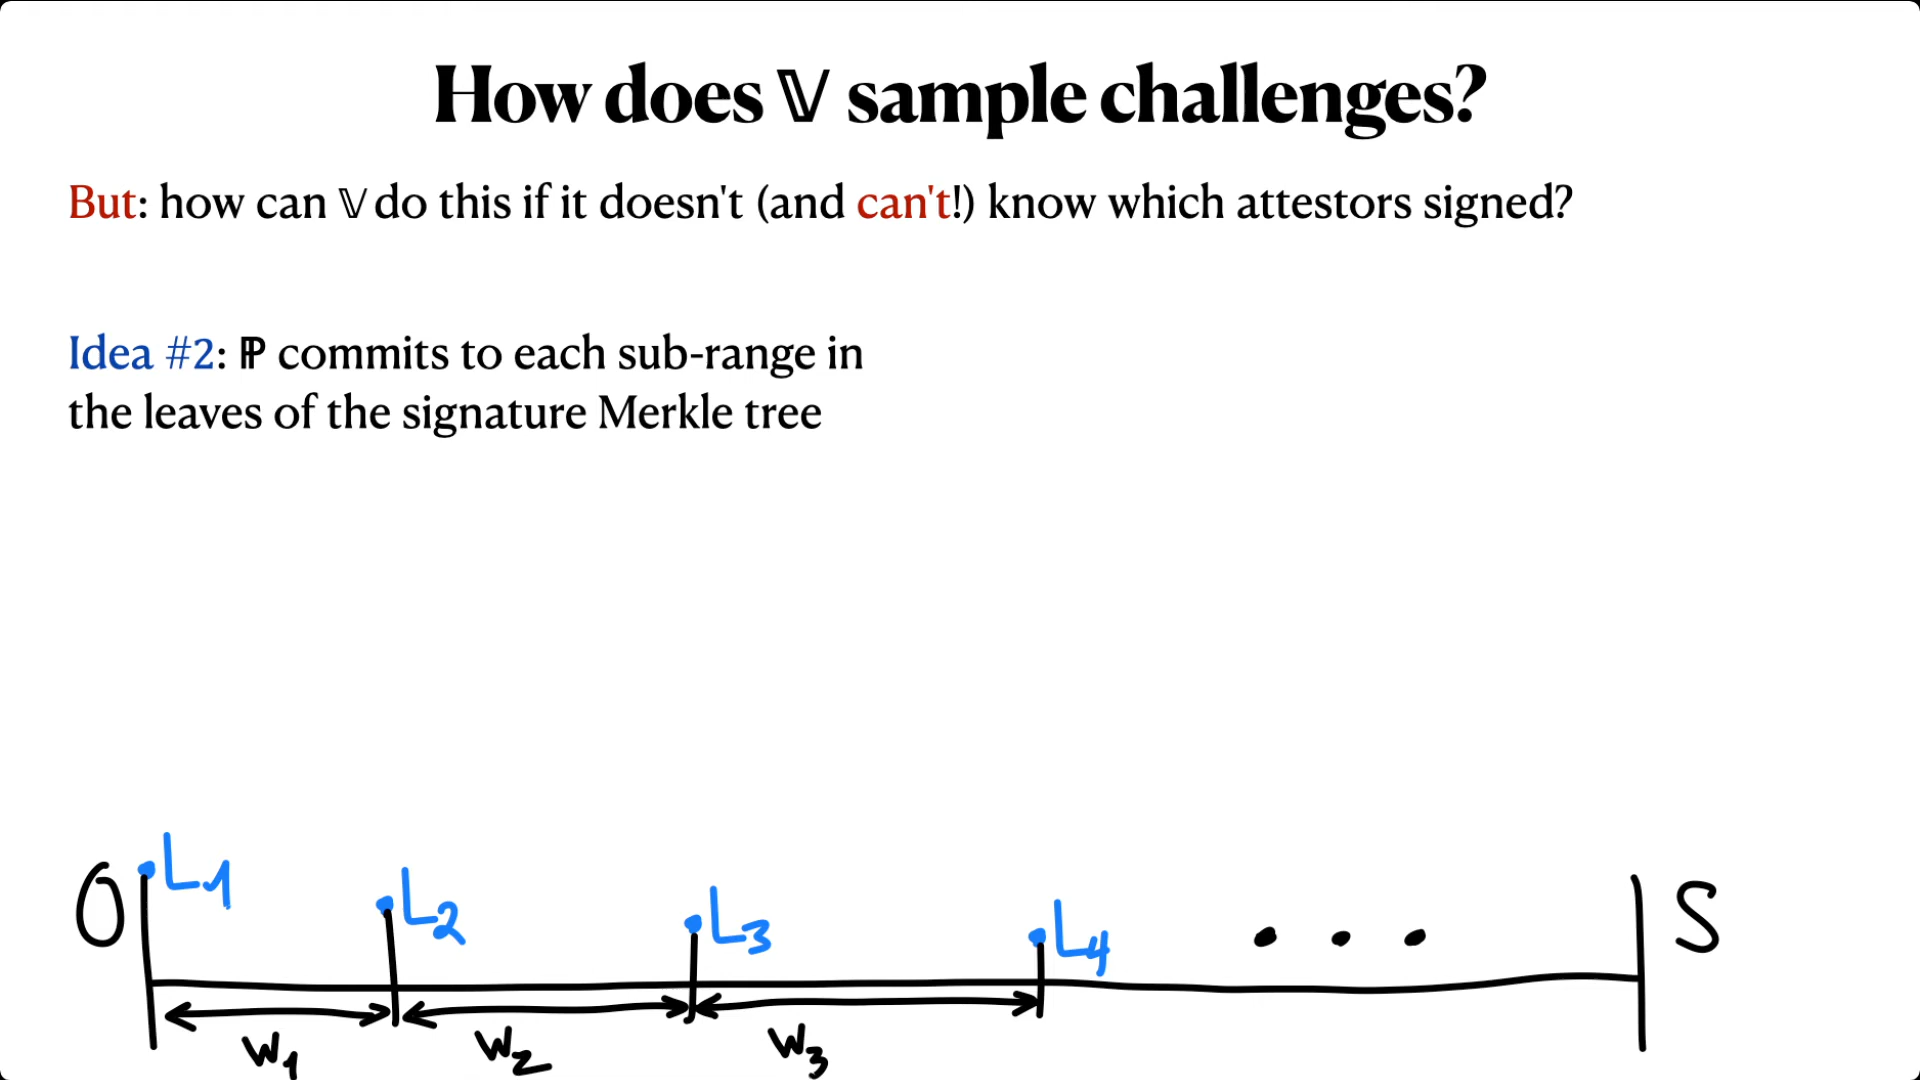 How does 𝕍 sample challenges?
But: how can 𝕍 do this if it doesn't (and can't!) know which attestors signed?
Idea #2: ℙ commits to each sub-range in
the leaves of the signature Merkle tree
0 L1 L2 L3 L4 • • • S
W1 W2 W3